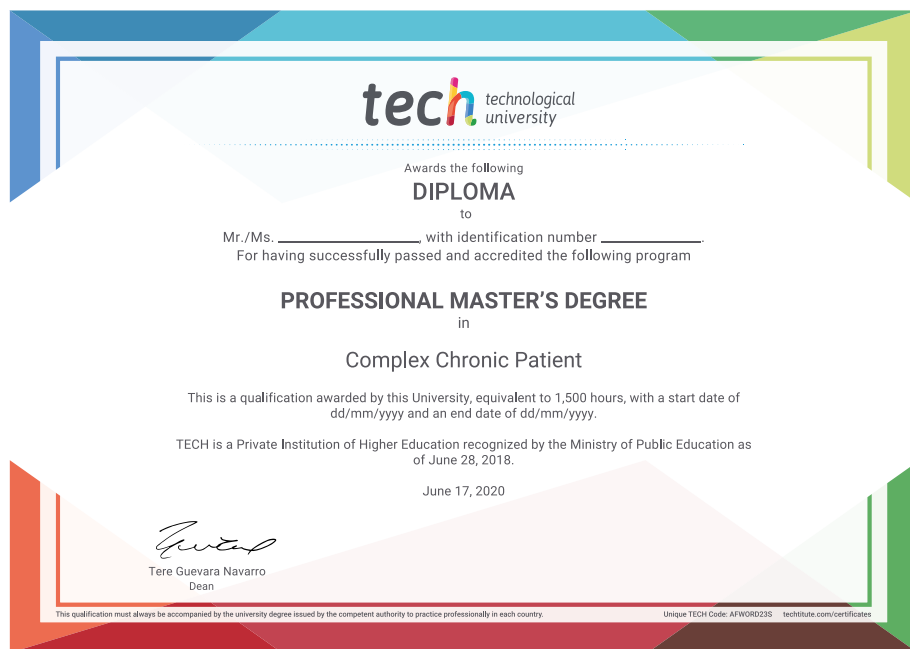 tech technological
university
Awards the following
DIPLOMA
to
Mr./Ms. ____________________, with identification number ______________.
For having successfully passed and accredited the following program
PROFESSIONAL MASTER'S DEGREE
in
Complex Chronic Patient
This is a qualification awarded by this University, equivalent to 1,500 hours, with a start date of
dd/mm/yyyy and an end date of dd/mm/yyyy.
TECH is a Private Institution of Higher Education recognized by the Ministry of Public Education as
of June 28, 2018.
June 17, 2020
Tere Guevara Navarro
Dean
This qualification must always be accompanied by the university degree issued by the competent authority to practice professionally in each country. Unique TECH Code: AFWORD23S techtitute.com/certificates